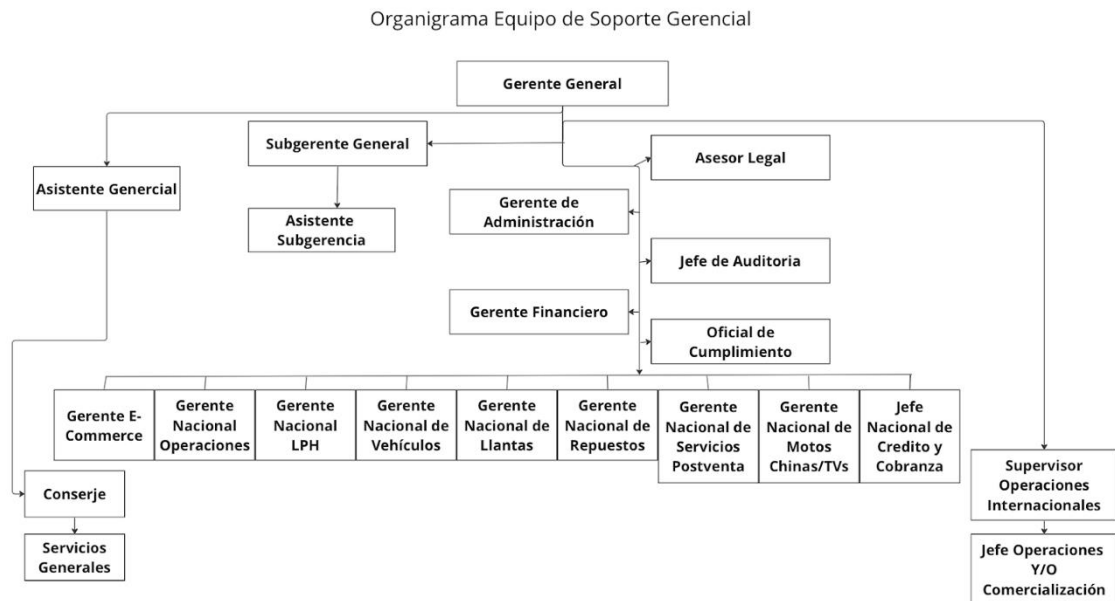 Organigrama Equipo de Soporte Gerencial
Gerente General
Subgerente General
Asesor Legal
Asistente Genercial
Gerente de
Administración
Asistente
Subgerencia
Jefe de Auditoria
Gerente Financiero
Oficial de
Cumplimiento
Gerente E-
Commerce
Gerente
Nacional
Operaciones
Gerente
Nacional
LPH
Gerente
Nacional de
Vehículos
Gerente
Nacional de
Llantas
Gerente
Nacional de
Repuestos
Gerente
Nacional de
Servicios
Postventa
Gerente
Nacional de
Motos
Chinas/TVs
Jefe
Nacional de
Credito y
Cobranza
Conserje
Supervisor
Operaciones
Internacionales
Servicios
Generales
Jefe Operaciones
Y/O
Comercialización